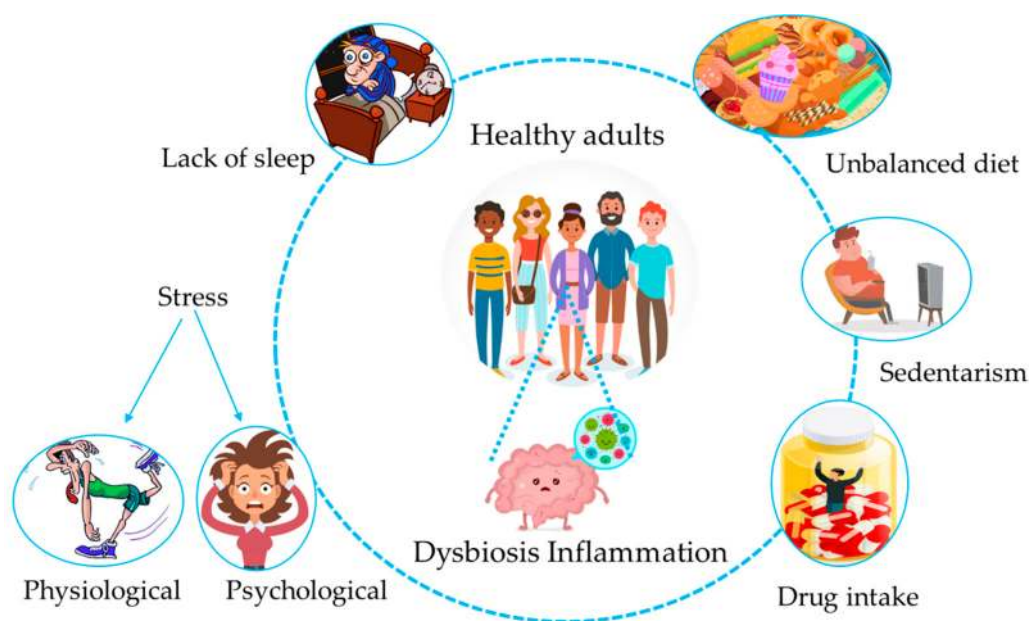 Healthy adults
Lack of sleep
Unbalanced diet
Stress
Sedentarism
Dysbiosis Inflammation
Physiological
Psychological
Drug intake